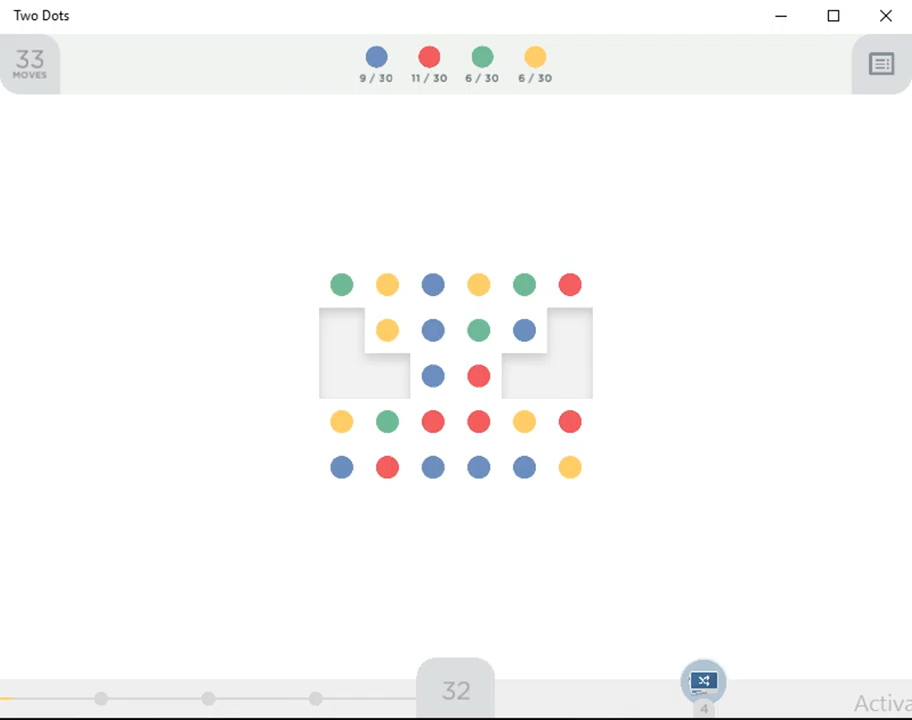 Two Dots
33
MOVES
9 / 30 11 / 30 6 / 30 6 / 30
32
4
Activa